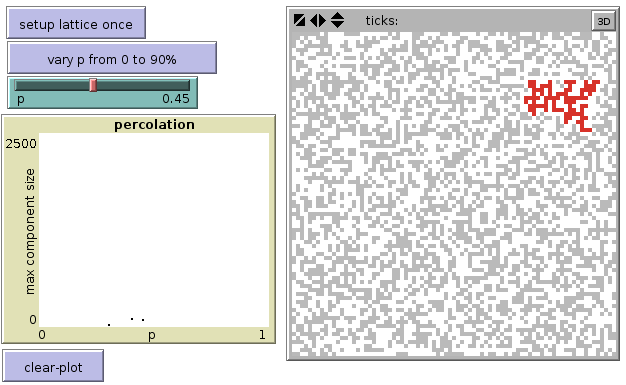 setup lattice once
vary p from 0 to 90%
p 0.45
percolation
2500
max component size
0
0 p 1
clear-plot
ticks:
3D